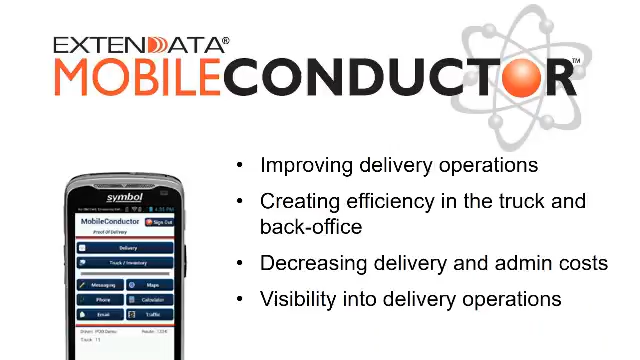 EXTENDATA®
MOBILECONDUCTOR™
• Improving delivery operations
• Creating efficiency in the truck and
back-office
• Decreasing delivery and admin costs
• Visibility into delivery operations
symbol
MobileConductor
Sign Out
Proof Of Delivery
Delivery
Truck / Inventory
Messaging
Maps
Phone
Calculator
Email
Traffic